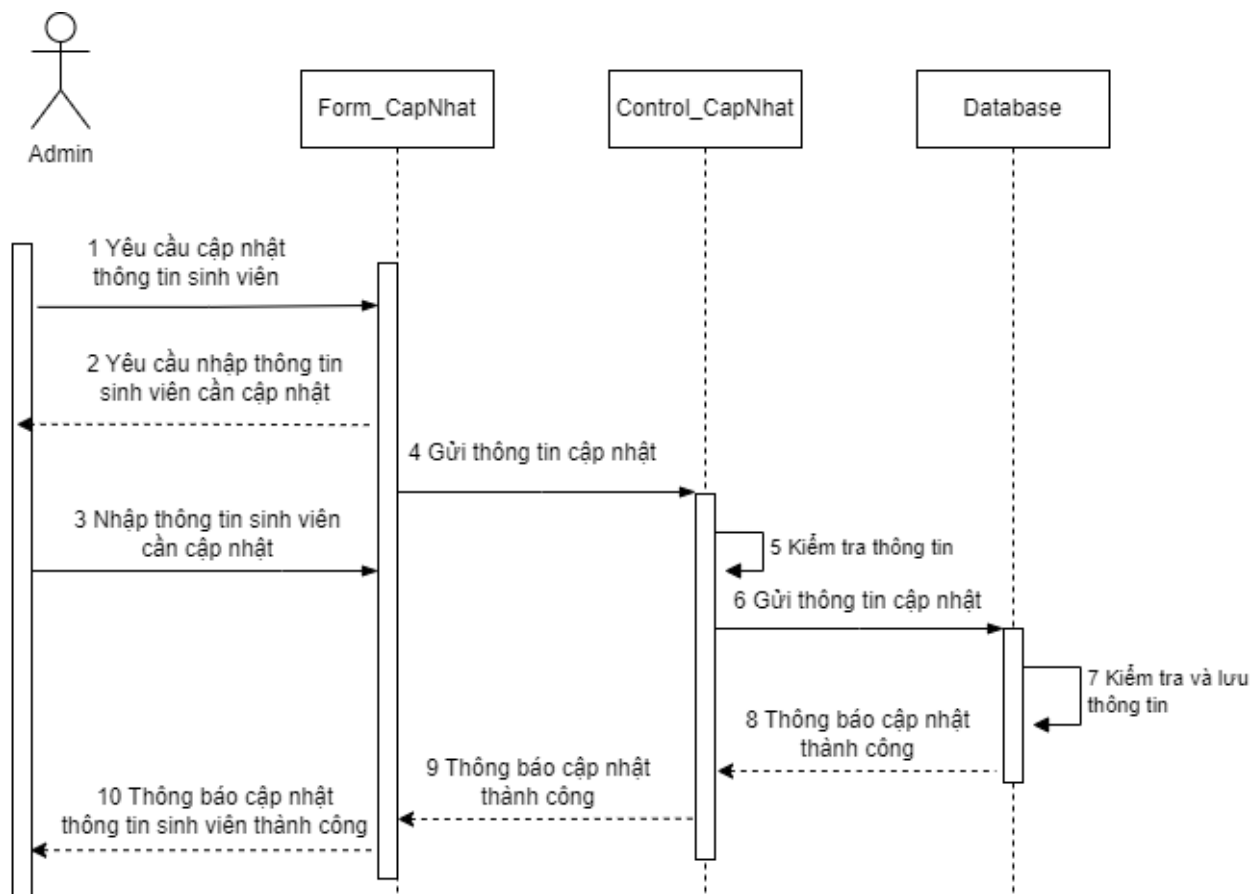 Admin
Form_CapNhat
Control_CapNhat
Database
1 Yêu cầu cập nhật
thông tin sinh viên
2 Yêu cầu nhập thông tin
sinh viên cần cập nhật
3 Nhập thông tin sinh viên
cần cập nhật
4 Gửi thông tin cập nhật
5 Kiểm tra thông tin
6 Gửi thông tin cập nhật
7 Kiểm tra và lưu
thông tin
8 Thông báo cập nhật
thành công
9 Thông báo cập nhật
thành công
10 Thông báo cập nhật
thông tin sinh viên thành công